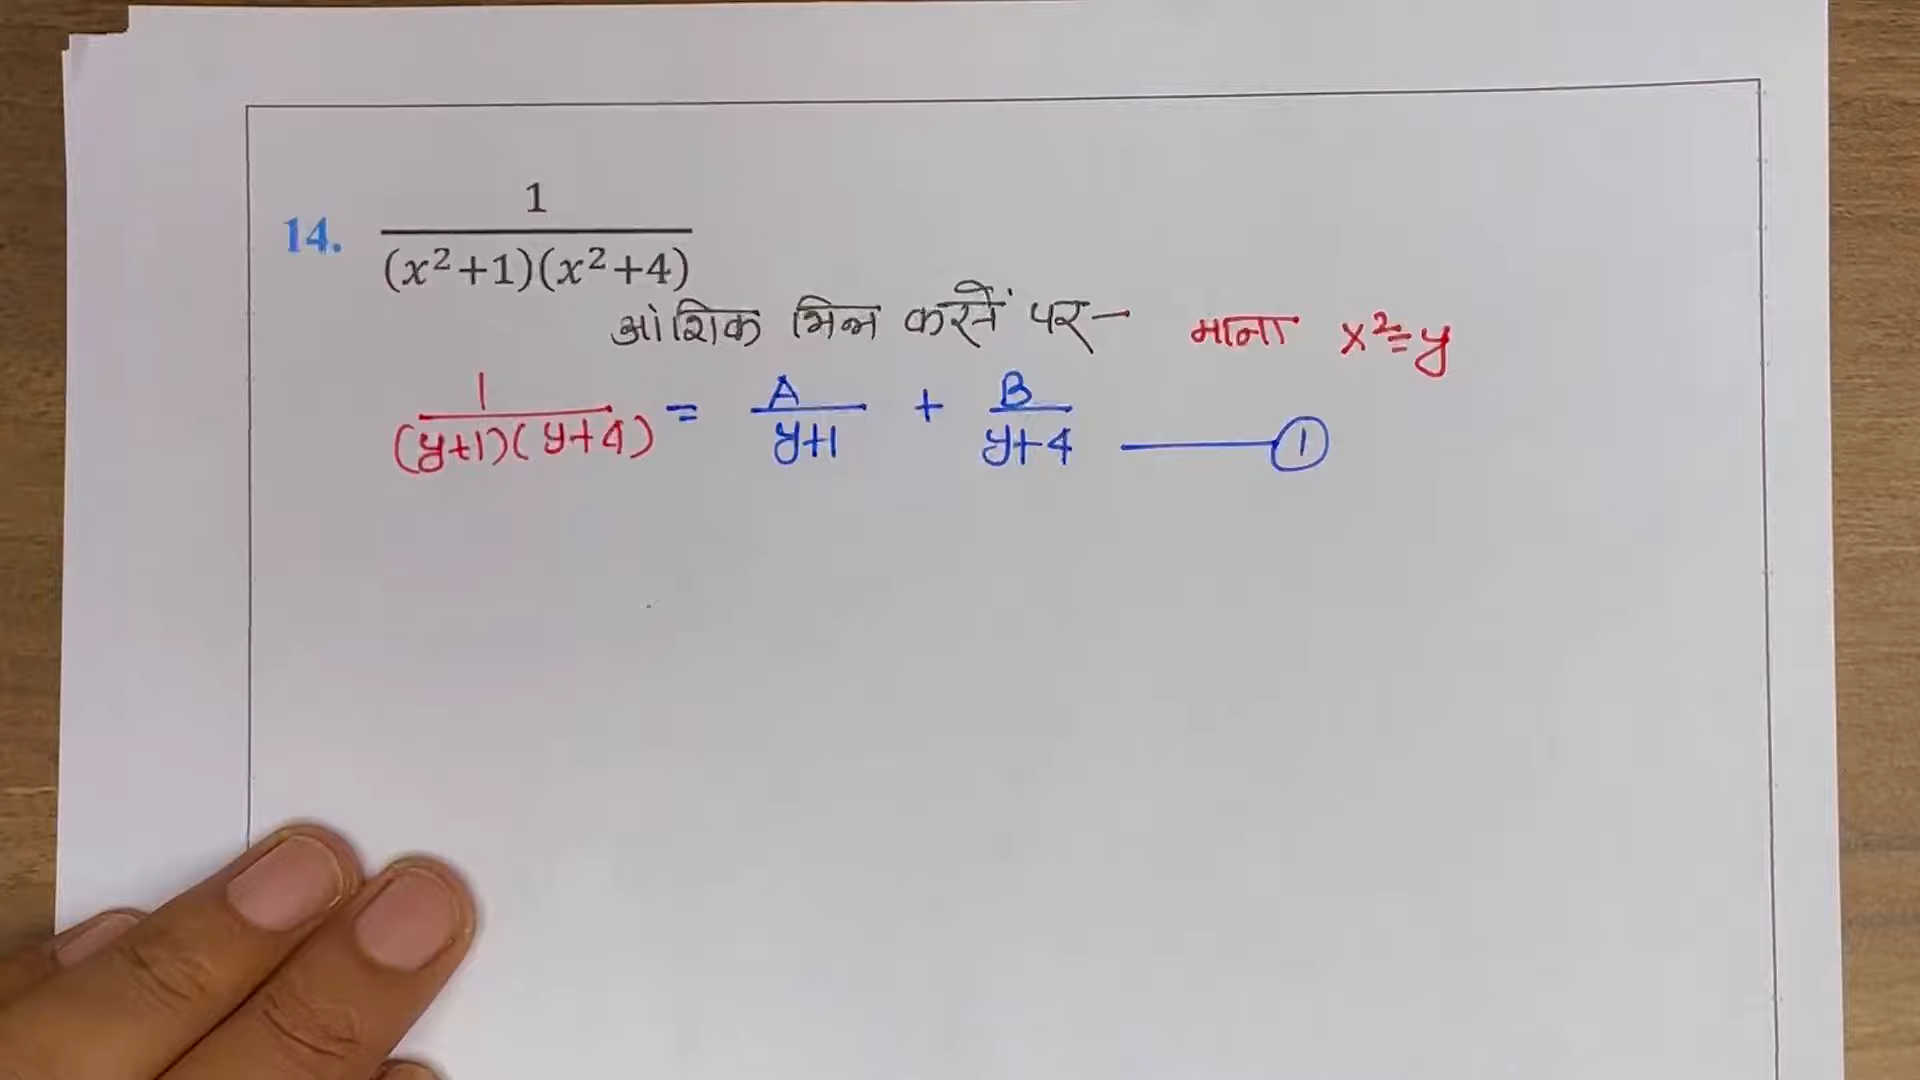 14. 1/((x²+1)(x²+4))
आंशिक भिन्न करनें पर— माना x²=y
1/((y+1)(y+4)) = A/(y+1) + B/(y+4) ——— ①